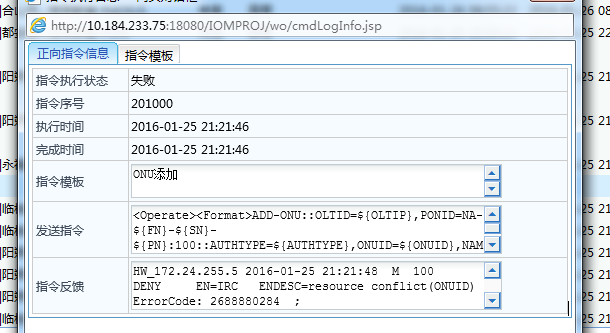 http://10.184.233.75:18080/IOMPROJ/wo/cmdLogInfo.jsp
正向指令信息 指令模板
指令执行状态 失败
指令序号 201000
执行时间 2016-01-25 21:21:46
完成时间 2016-01-25 21:21:46
指令模板 ONU添加
发送指令
<Operate><Format>ADD-ONU::OLTID=${OLTIP},PONID=NA-
${FN}-${SN}-
${PN}:100::AUTHTYPE=${AUTHTYPE},ONUID=${ONUID},NAM
指令反馈
HW_172.24.255.5 2016-01-25 21:21:48 M 100
DENY EN=IRC ENDESC=resource conflict(ONUID)
ErrorCode: 2688880284 ;